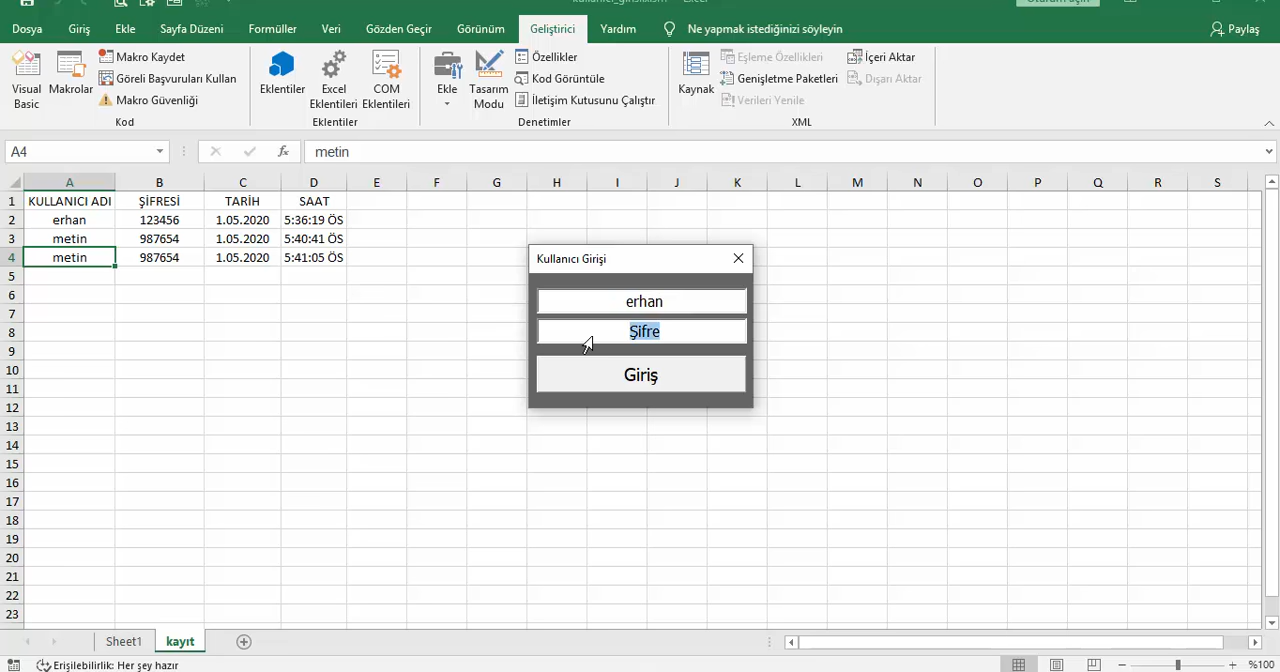 Dosya Giriş Ekle Sayfa Düzeni Formüller Veri Gözden Geçir Görünüm Geliştirici Yardım Ne yapmak istediğinizi söyleyin Paylaş
Visual Basic
Makrolar
Makro Kaydet
Göreli Başvuruları Kullan
Makro Güvenliği
Kod
Eklentiler
Excel Eklentileri
COM Eklentileri
Eklentiler
Ekle
Tasarım Modu
Özellikler
Kod Görüntüle
İletişim Kutusunu Çalıştır
Denetimler
Kaynak
Eşleme Özellikleri
Genişletme Paketleri
Verileri Yenile
İçeri Aktar
Dışarı Aktar
XML
A4 fx metin
A B C D E F G H I J K L M N O P Q R S
1 KULLANICI ADI ŞİFRESİ TARİH SAAT
2 erhan 123456 1.05.2020 5:36:19 ÖS
3 metin 987654 1.05.2020 5:40:41 ÖS
4 metin 987654 1.05.2020 5:41:05 ÖS
5
6
7
8
9
10
11
12
13
14
15
16
17
18
19
20
21
22
23
Kullanıcı Girişi
erhan
Şifre
Giriş
Sheet1 kayıt
Erişilebilirlik: Her şey hazır
%100